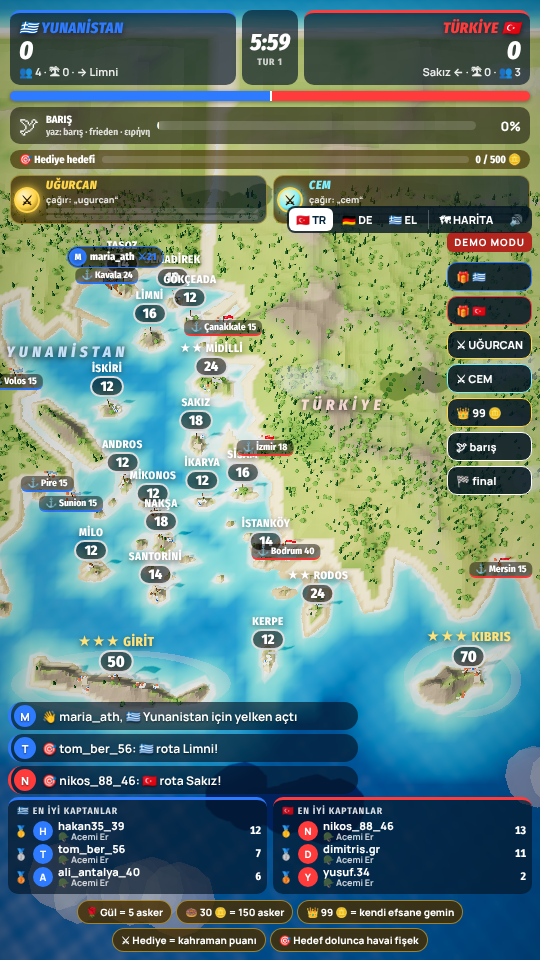 YUNANİSTAN
0
4 · 0 · → Limni
5:59
TUR 1
TÜRKİYE
0
Sakız ← · 0 · 3
BARIŞ
yaz: barış · frieden · ειρήνη
0%
Hediye hedefi
0 / 500
UĞURCAN
çağır: „ugurcan“
CEM
çağır: „cem“
TR
DE
EL
HARİTA
DEMO MODU
UĞURCAN
CEM
99
barış
final
TAŞOZ
M maria_ath
Kavala 24
GÖKÇEADA
12
LİMNİ
16
Çanakkale 15
★★ MİDİLLİ
24
YUNANİSTAN
Volos 15
İSKİRİ
12
TÜRKİYE
SAKIZ
18
ANDROS
12
İzmir 18
İKARYA
12
16
Pire 15
MİKONOS
12
Sunion 15
NAKŞA
18
İSTANKÖY
14
Bodrum 40
MİLO
12
SANTORİNİ
14
★★ RODOS
24
Mersin 15
KERPE
12
★★★ GİRİT
50
★★★ KIBRIS
70
M maria_ath, Yunanistan için yelken açtı
T tom_ber_56: rota Limni!
N nikos_88_46: rota Sakız!
EN İYİ KAPTANLAR
H hakan35_39 12
Acemi Er
T tom_ber_56 7
Acemi Er
A ali_antalya_40 6
Acemi Er
EN İYİ KAPTANLAR
N nikos_88_46 13
Acemi Er
D dimitris.gr 11
Acemi Er
Y yusuf.34 2
Acemi Er
Gül = 5 asker
30 = 150 asker
99 = kendi efsane gemin
Hediye = kahraman puanı
Hedef dolunca havai fişek